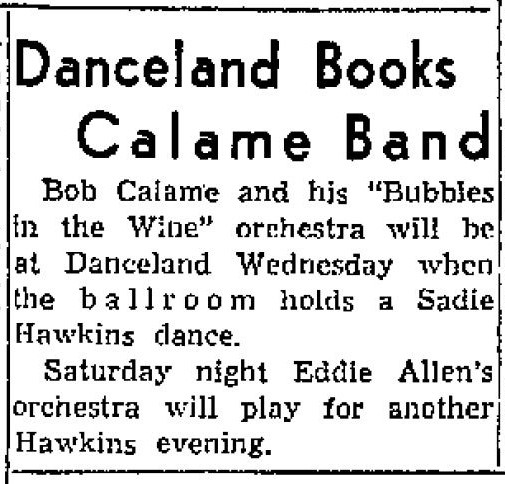 Danceland Books
Calame Band
Bob Calame and his "Bubbles
in the Wine" orchestra will be
at Danceland Wednesday when
the ballroom holds a Sadie
Hawkins dance.
Saturday night Eddie Allen's
orchestra will play for another
Hawkins evening.